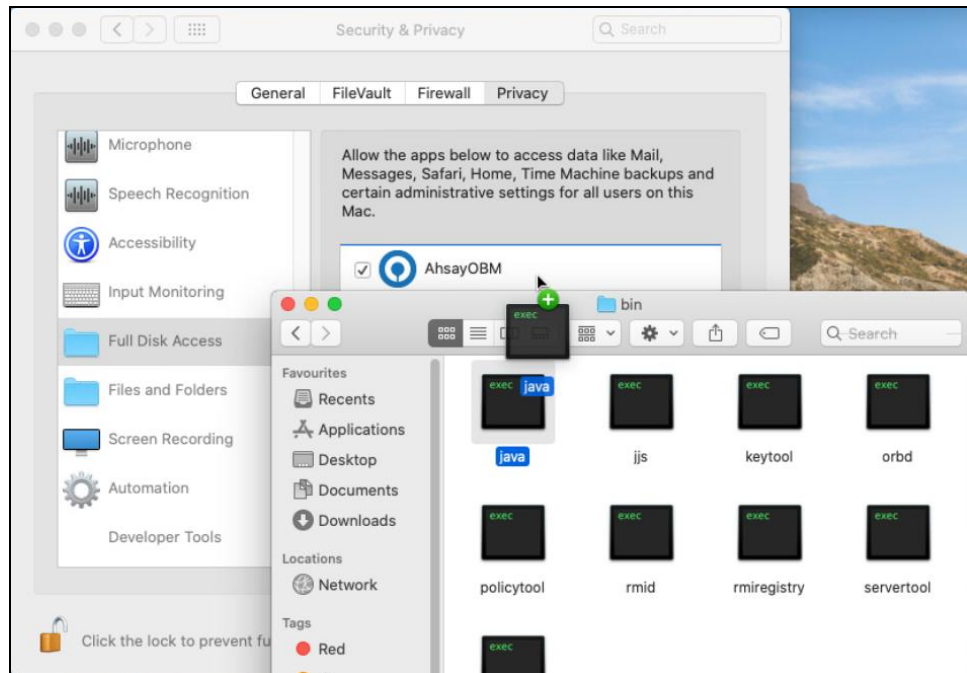 Security & Privacy
Search
General FileVault Firewall Privacy
Microphone
Speech Recognition
Accessibility
Input Monitoring
Full Disk Access
Files and Folders
Screen Recording
Automation
Developer Tools
Allow the apps below to access data like Mail,
Messages, Safari, Home, Time Machine backups and
certain administrative settings for all users on this
Mac.
AhsayOBM
Click the lock to prevent fu
bin
Search
Favourites
Recents
Applications
Desktop
Documents
Downloads
Locations
Network
Tags
Red
exec
exec java
exec
exec
exec
java
jjs
keytool
orbd
exec
exec
exec
exec
policytool
rmid
rmiregistry
servertool
exec